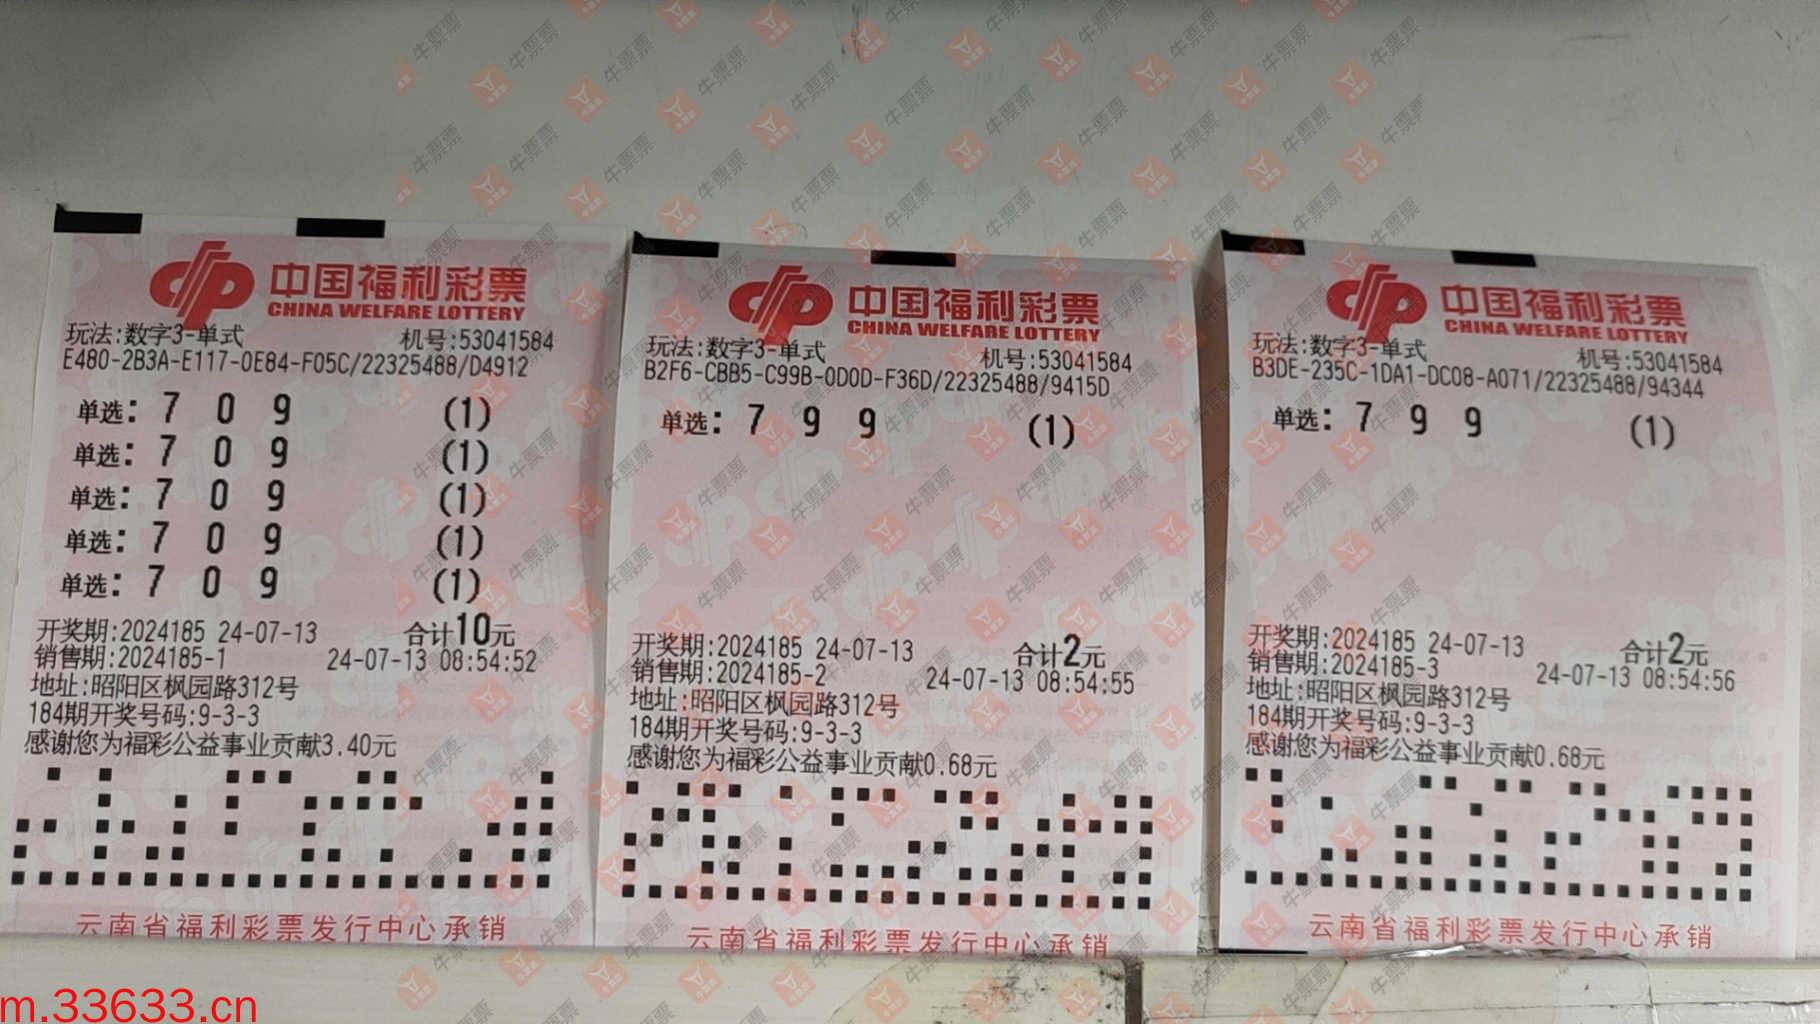 中国福利彩票
CHINA WELFARE LOTTERY
玩法:数字3-单式 机号:53041584
E480-2B3A-E117-0E84-F05C/22325488/D4912
单选: 7 0 9 (1)
单选: 7 0 9 (1)
单选: 7 0 9 (1)
单选: 7 0 9 (1)
单选: 7 0 9 (1)
开奖期:2024185 24-07-13 合计10元
销售期:2024185-1 24-07-13 08:54:52
地址:昭阳区枫园路312号
184期开奖号码:9-3-3
感谢您为福彩公益事业贡献3.40元
云南省福利彩票发行中心承销
中国福利彩票
CHINA WELFARE LOTTERY
玩法:数字3-单式 机号:53041584
B2F6-CBB5-C99B-0D0D-F36D/22325488/9415D
单选: 7 9 9 (1)
开奖期:2024185 24-07-13 合计2元
销售期:2024185-2 24-07-13 08:54:55
地址:昭阳区枫园路312号
184期开奖号码:9-3-3
感谢您为福彩公益事业贡献0.68元
云南省福利彩票发行中心承销
中国福利彩票
CHINA WELFARE LOTTERY
玩法:数字3-单式 机号:53041584
B3DE-235C-1DA1-DC08-A071/22325488/94344
单选: 7 9 9 (1)
开奖期:2024185 24-07-13 合计2元
销售期:2024185-3 24-07-13 08:54:56
地址:昭阳区枫园路312号
184期开奖号码:9-3-3
感谢您为福彩公益事业贡献0.68元
云南省福利彩票发行中心承销
牛票票
m.33633.cn